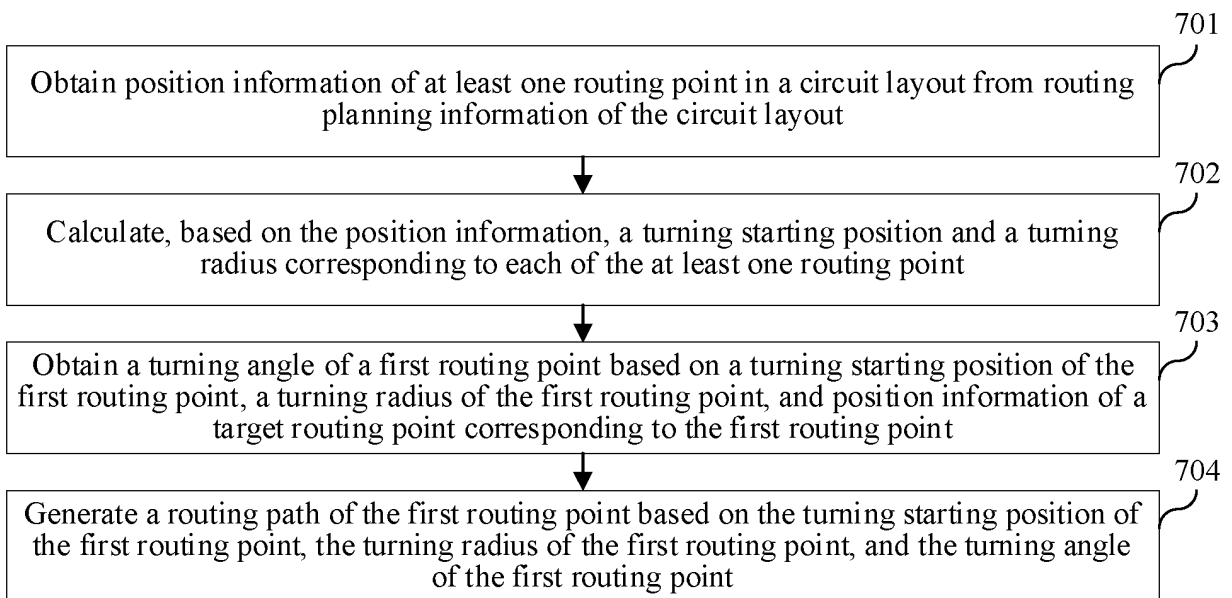 701
Obtain position information of at least one routing point in a circuit layout from routing
planning information of the circuit layout
702
Calculate, based on the position information, a turning starting position and a turning
radius corresponding to each of the at least one routing point
703
Obtain a turning angle of a first routing point based on a turning starting position of the
first routing point, a turning radius of the first routing point, and position information of a
target routing point corresponding to the first routing point
704
Generate a routing path of the first routing point based on the turning starting position of
the first routing point, the turning radius of the first routing point, and the turning angle
of the first routing point